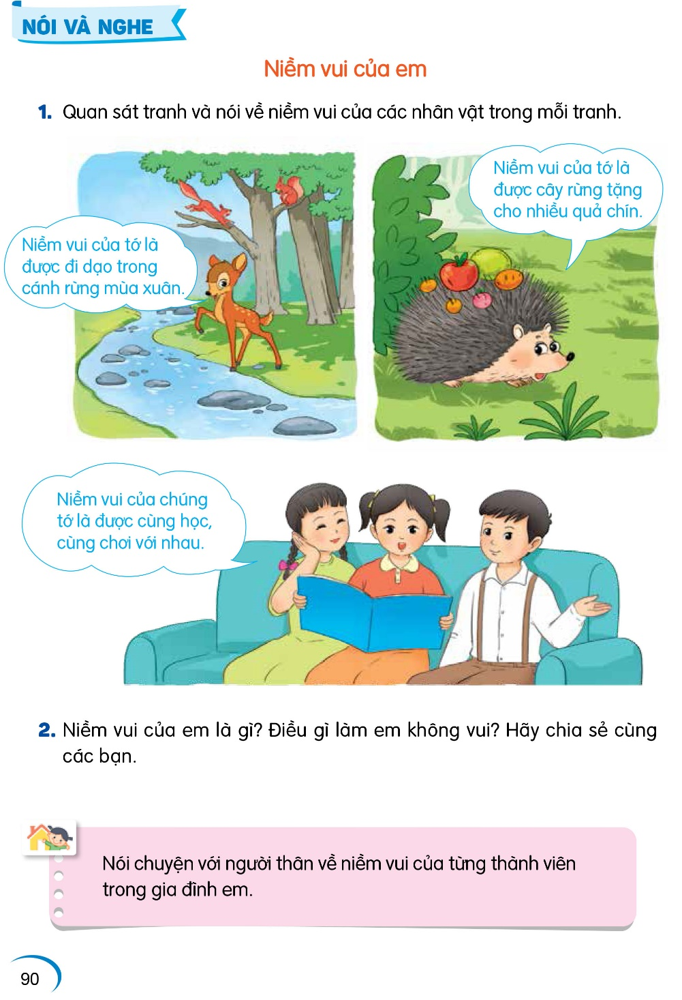 NÓI VÀ NGHE
Niềm vui của em
1. Quan sát tranh và nói về niềm vui của các nhân vật trong mỗi tranh.
Niềm vui của tớ là
được đi dạo trong
cánh rừng mùa xuân.
Niềm vui của tớ là
được cây rừng tặng
cho nhiều quả chín.
Niềm vui của chúng
tớ là được cùng học,
cùng chơi với nhau.
2. Niềm vui của em là gì? Điều gì làm em không vui? Hãy chia sẻ cùng
các bạn.
Nói chuyện với người thân về niềm vui của từng thành viên
trong gia đình em.
90